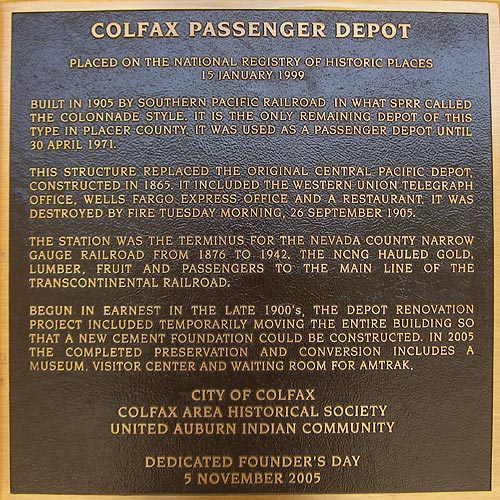 COLFAX PASSENGER DEPOT
PLACED ON THE NATIONAL REGISTRY OF HISTORIC PLACES
15 JANUARY 1999
BUILT IN 1905 BY SOUTHERN PACIFIC RAILROAD IN WHAT SPRR CALLED
THE COLONNADE STYLE. IT IS THE ONLY REMAINING DEPOT OF THIS
TYPE IN PLACER COUNTY. IT WAS USED AS A PASSENGER DEPOT UNTIL
30 APRIL 1971.
THIS STRUCTURE REPLACED THE ORIGINAL CENTRAL PACIFIC DEPOT,
CONSTRUCTED IN 1865. IT INCLUDED THE WESTERN UNION TELEGRAPH
OFFICE, WELLS FARGO EXPRESS OFFICE AND A RESTAURANT. IT WAS
DESTROYED BY FIRE TUESDAY MORNING, 26 SEPTEMBER 1905.
THE STATION WAS THE TERMINUS FOR THE NEVADA COUNTY NARROW
GAUGE RAILROAD FROM 1876 TO 1942. THE NCNG HAULED GOLD,
LUMBER, FRUIT AND PASSENGERS TO THE MAIN LINE OF THE
TRANSCONTINENTAL RAILROAD.
BEGUN IN EARNEST IN THE LATE 1900's, THE DEPOT RENOVATION
PROJECT INCLUDED TEMPORARILY MOVING THE ENTIRE BUILDING SO
THAT A NEW CEMENT FOUNDATION COULD BE CONSTRUCTED. IN 2005
THE COMPLETED PRESERVATION AND CONVERSION INCLUDES A
MUSEUM, VISITOR CENTER AND WAITING ROOM FOR AMTRAK.
CITY OF COLFAX
COLFAX AREA HISTORICAL SOCIETY
UNITED AUBURN INDIAN COMMUNITY
DEDICATED FOUNDER'S DAY
5 NOVEMBER 2005